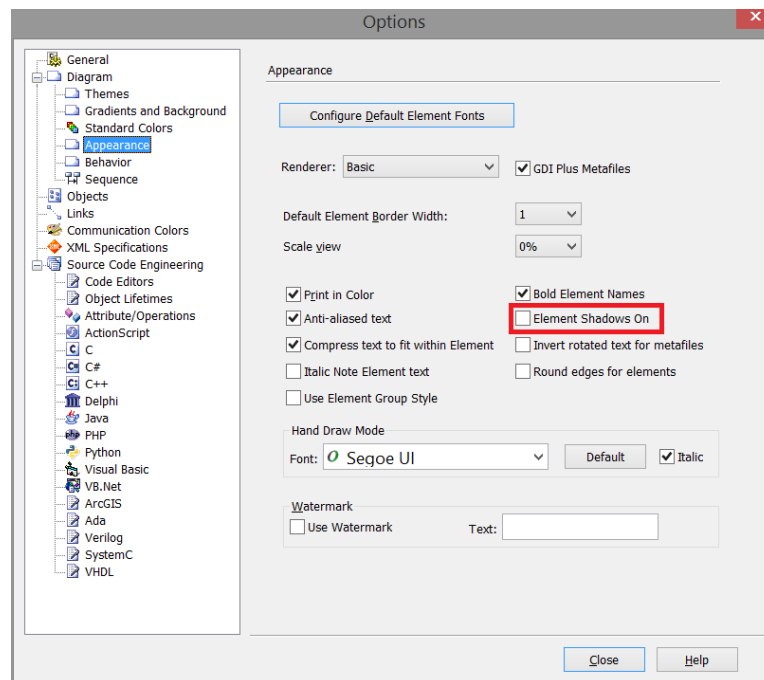 Options
General
Diagram
Themes
Gradients and Background
Standard Colors
Appearance
Behavior
Sequence
Objects
Links
Communication Colors
XML Specifications
Source Code Engineering
Code Editors
Object Lifetimes
Attribute/Operations
ActionScript
C
C#
C++
Delphi
Java
PHP
Python
Visual Basic
VB.Net
ArcGIS
Ada
Verilog
SystemC
VHDL
Appearance
Configure Default Element Fonts
Renderer: Basic GDI Plus Metafiles
Default Element Border Width: 1
Scale view 0%
Print in Color Bold Element Names
Anti-aliased text Element Shadows On
Compress text to fit within Element Invert rotated text for metafiles
Italic Note Element text Round edges for elements
Use Element Group Style
Hand Draw Mode
Font: O Segoe UI Default Italic
Watermark
Use Watermark Text:
Close Help